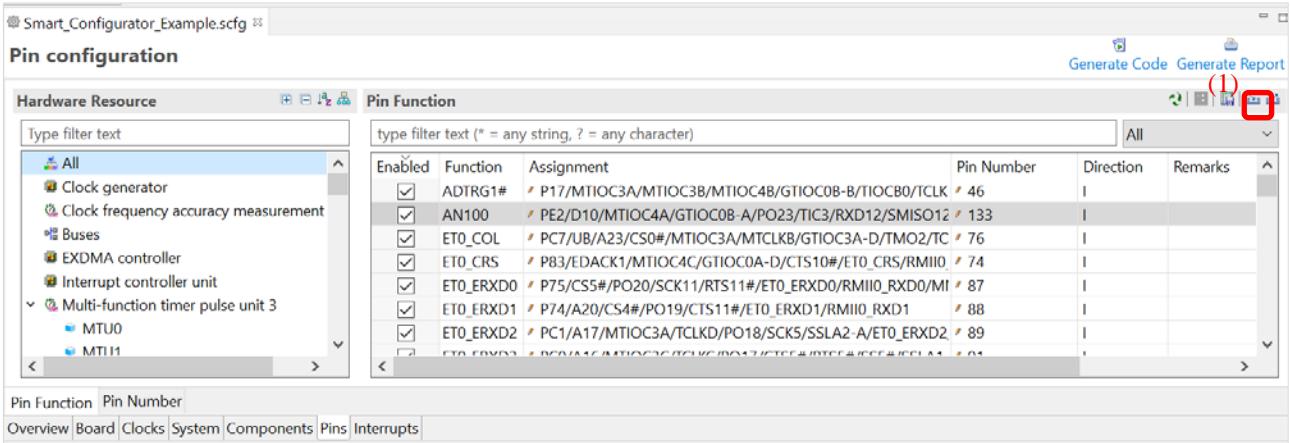 Smart_Configurator_Example.scfg
Pin configuration
Generate Code Generate Report
(1)
Hardware Resource
Pin Function
Type filter text
type filter text (* = any string, ? = any character)
All
All
Clock generator
Clock frequency accuracy measurement
Buses
EXDMA controller
Interrupt controller unit
Multi-function timer pulse unit 3
MTU0
MTU1
Enabled Function Assignment Pin Number Direction Remarks
ADTRG1# P17/MTIOC3A/MTIOC3B/MTIOC4B/GTIOC0B-B/TIOCB0/TCLK 46 I
AN100 PE2/D10/MTIOC4A/GTIOC0B-A/PO23/TIC3/RXD12/SMISO12 133 I
ET0_COL PC7/UB/A23/CS0#/MTIOC3A/MTCLKB/GTIOC3A-D/TMO2/TC 76 I
ET0_CRS P83/EDACK1/MTIOC4C/GTIOC0A-D/CTS10#/ET0_CRS/RMII0_ 74 I
ET0_ERXD0 P75/CS5#/PO20/SCK11/RTS11#/ET0_ERXD0/RMII0_RXD0/MI 87 I
ET0_ERXD1 P74/A20/CS4#/PO19/CTS11#/ET0_ERXD1/RMII0_RXD1 88 I
ET0_ERXD2 PC1/A17/MTIOC3A/TCLKD/PO18/SCK5/SSLA2-A/ET0_ERXD2 89 I
Pin Function Pin Number
Overview Board Clocks System Components Pins Interrupts